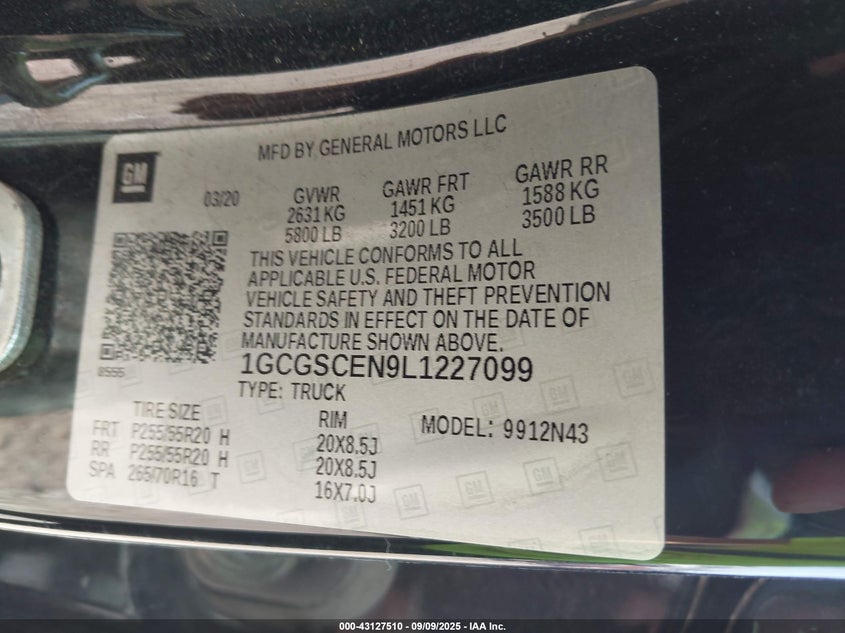 MFD BY GENERAL MOTORS LLC
GM
03/20
GVWR GAWR FRT GAWR RR
2631 KG 1451 KG 1588 KG
5800 LB 3200 LB 3500 LB
THIS VEHICLE CONFORMS TO ALL
APPLICABLE U.S. FEDERAL MOTOR
VEHICLE SAFETY AND THEFT PREVENTION
STANDARDS IN EFFECT ON THE DATE OF
MANUFACTURE SHOWN ABOVE.
8555
1GCGSCEN9L1227099
TYPE: TRUCK
TIRE SIZE RIM MODEL: 9912N43
FRT P255/55R20 H 20X8.5J
RR P255/55R20 H 20X8.5J
SPA 265/70R16 T 16X7.0J
000-43127510 - 09/09/2025 - IAA Inc.